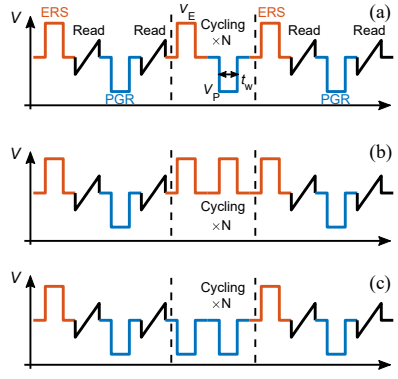 (a)
V
ERS
Read
Read
PGR
V_E
Cycling
×N
V_P
t_w
ERS
Read
Read
PGR
(b)
V
Cycling
×N
(c)
V
Cycling
×N